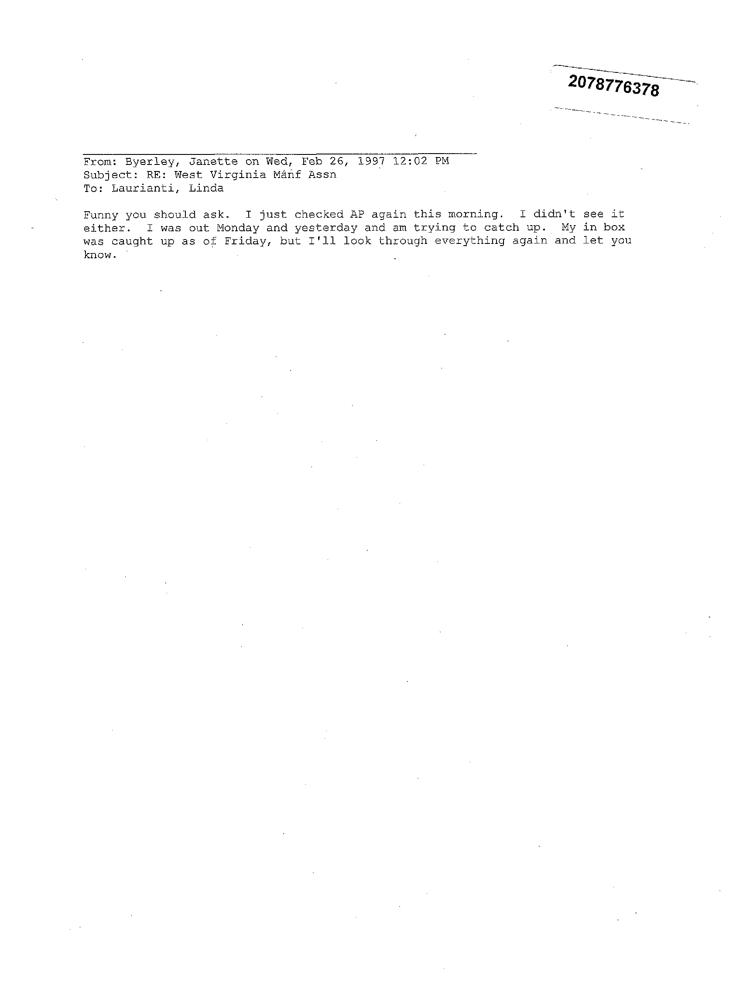 2078776378
From: Byerley, Janette on Wed, Feb 26, 1997 12:02 PM
Subject: RE: West Virginia Manf Assn
To: Laurianti, Linda
Funny you should ask.  I just checked AP again this morning.  I didn't see it
either.  I was out Monday and yesterday and am trying to catch up.  My in box
was caught up as of Friday, but I'll look through everything again and let you
know.